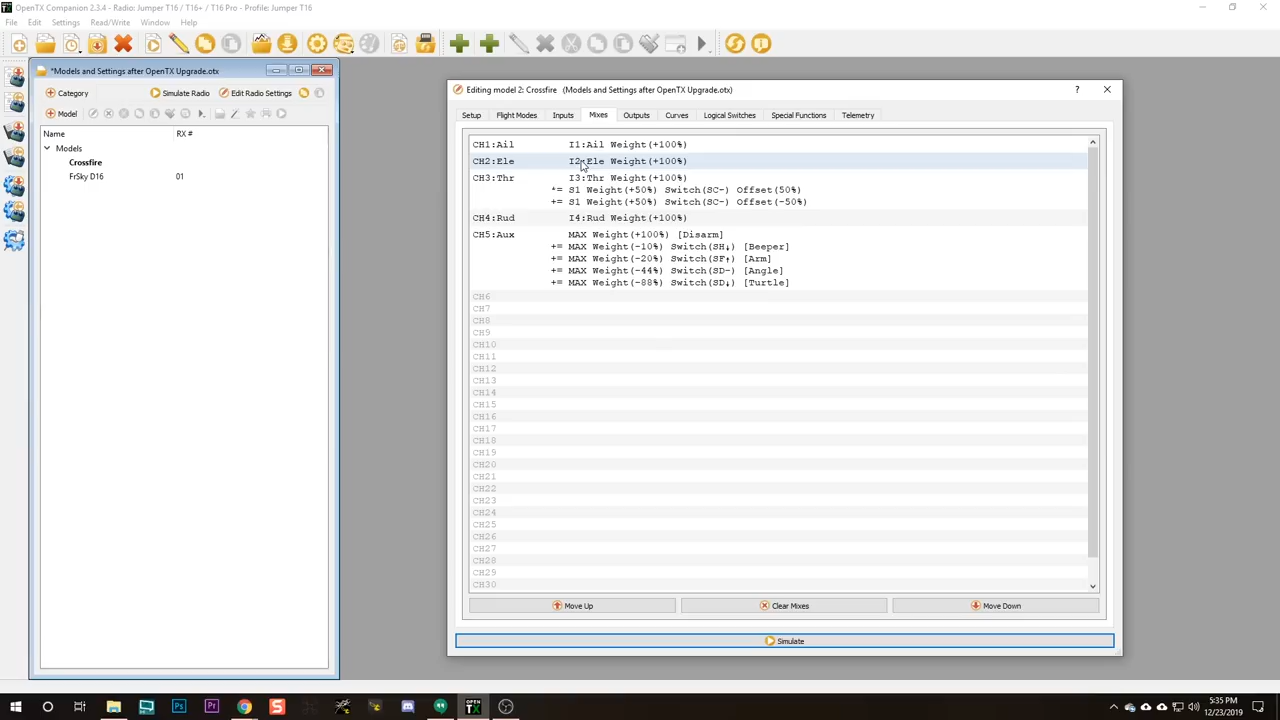 OpenTX Companion 2.3.4 - Radio: Jumper T16 / T16+ / T16 Pro - Profile: Jumper T16
File Edit Settings Read/Write Window Help
*Models and Settings after OpenTX Upgrade.otx
Category Simulate Radio Edit Radio Settings
Model
Name RX #
Models
Crossfire
FrSky D16 01
Editing model 2: Crossfire (Models and Settings after OpenTX Upgrade.otx)
Setup Flight Modes Inputs Mixes Outputs Curves Logical Switches Special Functions Telemetry
CH1:Ail I1:Ail Weight(+100%)
CH2:Ele I2:Ele Weight(+100%)
CH3:Thr I3:Thr Weight(+100%)
*= S1 Weight(+50%) Switch(SC-) Offset(50%)
+= S1 Weight(+50%) Switch(SC-) Offset(-50%)
CH4:Rud I4:Rud Weight(+100%)
CH5:Aux MAX Weight(+100%) [Disarm]
+= MAX Weight(-10%) Switch(SH↓) [Beeper]
+= MAX Weight(-20%) Switch(SF↑) [Arm]
+= MAX Weight(-44%) Switch(SD-) [Angle]
+= MAX Weight(-88%) Switch(SD↓) [Turtle]
CH6
CH7
CH8
CH9
CH10
CH11
CH12
CH13
CH14
CH15
CH16
CH17
CH18
CH19
CH20
CH21
CH22
CH23
CH24
CH25
CH26
CH27
CH28
CH29
CH30
Move Up Clear Mixes Move Down
Simulate
OPEN TX
5:35 PM
12/23/2019